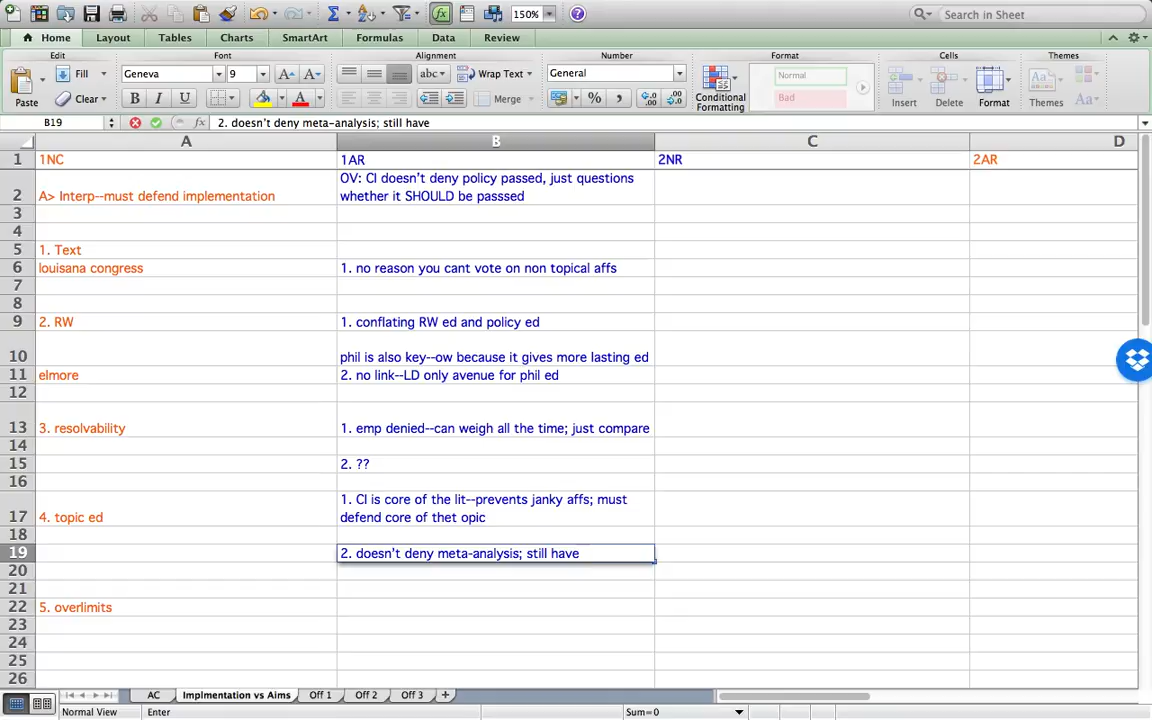 150%
Search in Sheet
Home Layout Tables Charts SmartArt Formulas Data Review
Edit Font Alignment Number Format Cells Themes
Fill Geneva 9 A A abc Wrap Text General Normal
Paste Clear B I U A Merge % Conditional Formatting Bad Insert Delete Format Themes Aa
B19 fx 2. doesn't deny meta-analysis; still have
A B C D
1 1NC 1AR 2NR 2AR
OV: CI doesn't deny policy passed, just questions
2 A> Interp--must defend implementation whether it SHOULD be passsed
3
4
5 1. Text
6 louisana congress 1. no reason you cant vote on non topical affs
7
8
9 2. RW 1. conflating RW ed and policy ed
10 phil is also key--ow because it gives more lasting ed
11 elmore 2. no link--LD only avenue for phil ed
12
13 3. resolvability 1. emp denied--can weigh all the time; just compare
14
15 2. ??
16
1. CI is core of the lit--prevents janky affs; must
17 4. topic ed defend core of thet opic
18
19 2. doesn't deny meta-analysis; still have
20
21
22 5. overlimits
23
24
25
26
AC Implmentation vs Aims Off 1 Off 2 Off 3 +
Normal View Enter Sum=0